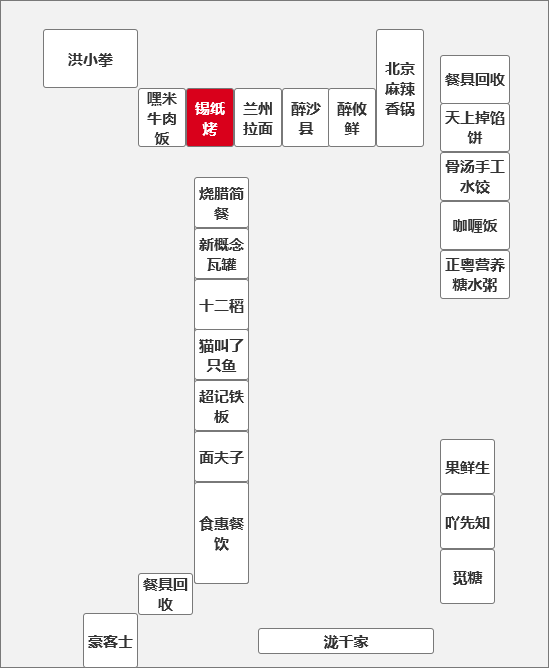 洪小拳
嘿米
牛肉
饭
锡纸
烤
兰州
拉面
醉沙
县
醉攸
鲜
北京
麻辣
香锅
餐具回收
天上掉馅
饼
骨汤手工
水饺
咖喱饭
正粤营养
糖水粥
烧腊简
餐
新概念
瓦罐
十二稻
猫叫了
只鱼
超记铁
板
面夫子
食惠餐
饮
餐具回
收
豪客士
果鲜生
吖先知
觅糖
泷千家